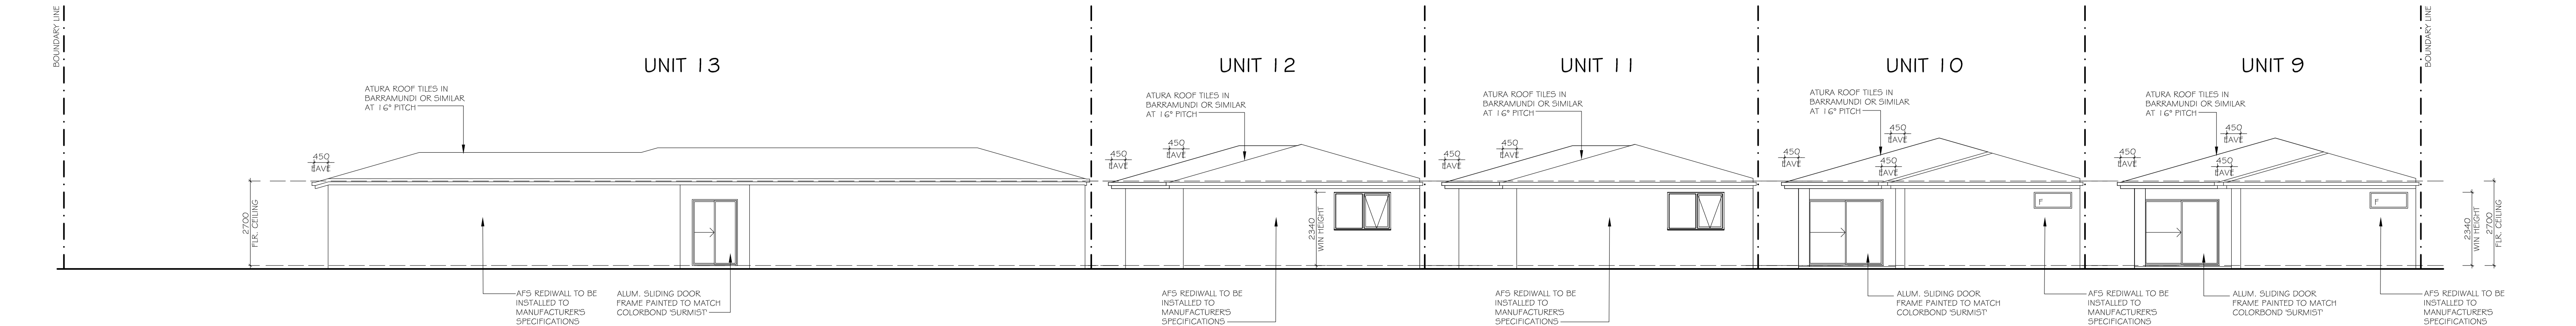 BOUNDARY LINE
UNIT 13
ATURA ROOF TILES IN
BARRAMUNDI OR SIMILAR
AT 16° PITCH
450
EAVE
2700
FLR. CEILING
AFS REDIWALL TO BE
INSTALLED TO
MANUFACTURER'S
SPECIFICATIONS
ALUM. SLIDING DOOR
FRAME PAINTED TO MATCH
COLORBOND 'SURMIST'
UNIT 12
ATURA ROOF TILES IN
BARRAMUNDI OR SIMILAR
AT 16° PITCH
450
EAVE
450
EAVE
2340
WIN HEIGHT
AFS REDIWALL TO BE
INSTALLED TO
MANUFACTURER'S
SPECIFICATIONS
UNIT 11
ATURA ROOF TILES IN
BARRAMUNDI OR SIMILAR
AT 16° PITCH
450
EAVE
450
EAVE
AFS REDIWALL TO BE
INSTALLED TO
MANUFACTURER'S
SPECIFICATIONS
UNIT 10
ATURA ROOF TILES IN
BARRAMUNDI OR SIMILAR
AT 16° PITCH
450
EAVE
450
EAVE
450
EAVE
F
ALUM. SLIDING DOOR
FRAME PAINTED TO MATCH
COLORBOND 'SURMIST'
AFS REDIWALL TO BE
INSTALLED TO
MANUFACTURER'S
SPECIFICATIONS
UNIT 9
ATURA ROOF TILES IN
BARRAMUNDI OR SIMILAR
AT 16° PITCH
450
EAVE
450
EAVE
450
EAVE
F
ALUM. SLIDING DOOR
FRAME PAINTED TO MATCH
COLORBOND 'SURMIST'
AFS REDIWALL TO BE
INSTALLED TO
MANUFACTURER'S
SPECIFICATIONS
BOUNDARY LINE
2340
WIN HEIGHT
2700
FLR. CEILING